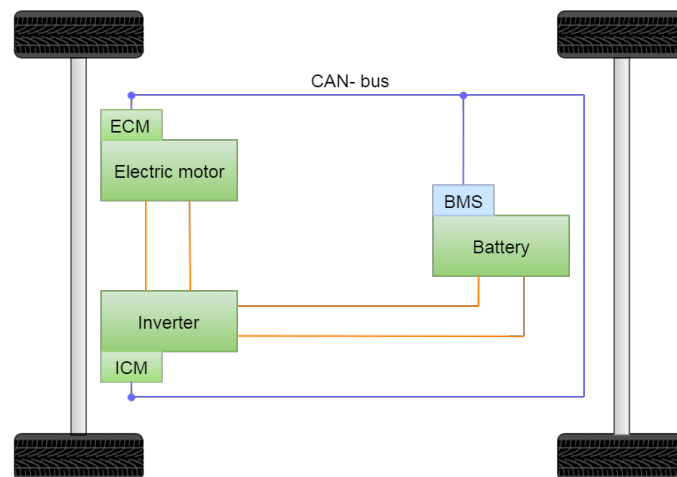 CAN- bus
ECM
Electric motor
BMS
Battery
Inverter
ICM